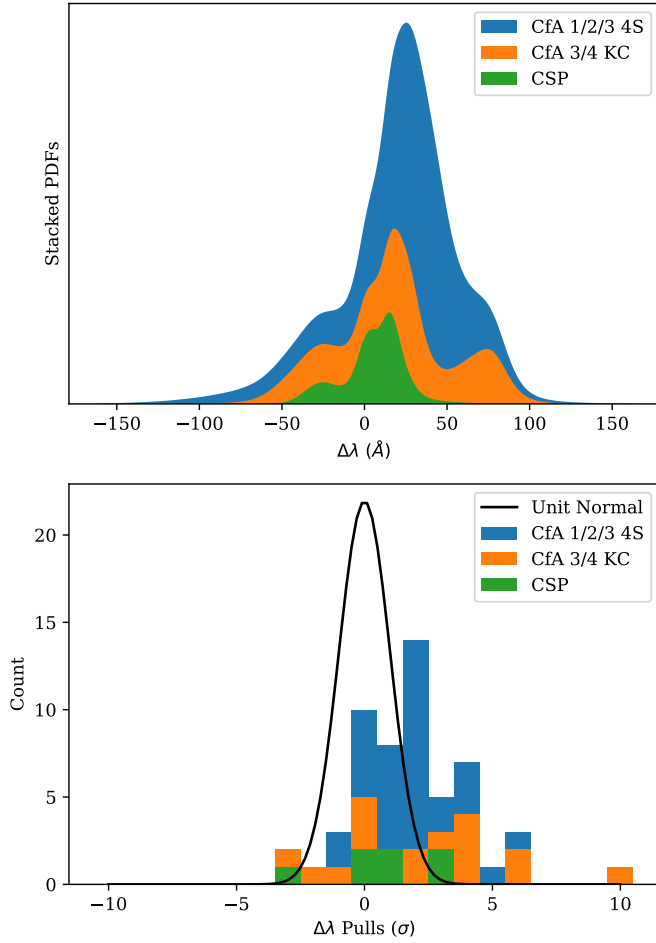 CfA 1/2/3 4S
CfA 3/4 KC
CSP
Stacked PDFs
−150 −100 −50 0 50 100 150
Δλ (Å)
Unit Normal
CfA 1/2/3 4S
CfA 3/4 KC
CSP
20
15
10
5
0
Count
−10 −5 0 5 10
Δλ Pulls (σ)